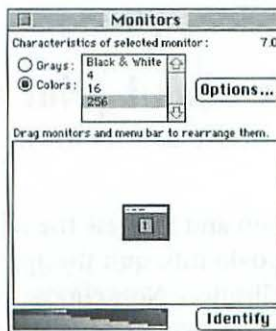 Monitors
Characteristics of selected monitor : 7.0
Grays:
Colors:
Black & White
4
16
256
Options...
Drag monitors and menu bar to rearrange them.
1
Identify